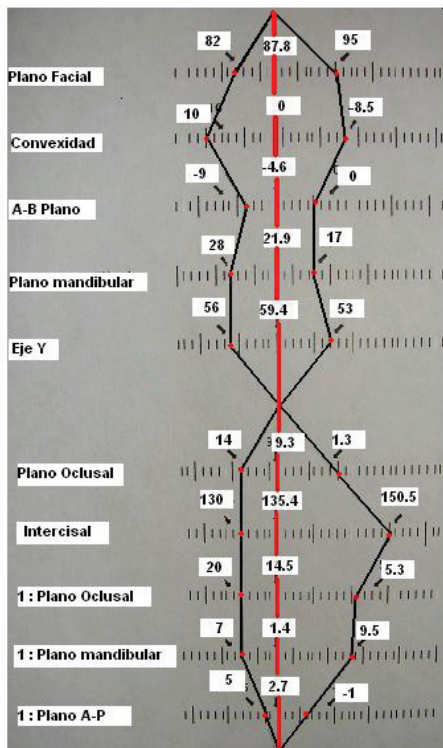 82 87.8 95
Plano Facial
10 0 -8.5
Convexidad
-9 -4.6 0
A-B Plano
28 21.9 17
Plano mandibular
56 59.4 53
Eje Y
14 9.3 1.3
Plano Oclusal
130 135.4 150.5
Intercisal
20 14.5 5.3
1 : Plano Oclusal
7 1.4 9.5
1 : Plano mandibular
5 2.7 -1
1 : Plano A-P